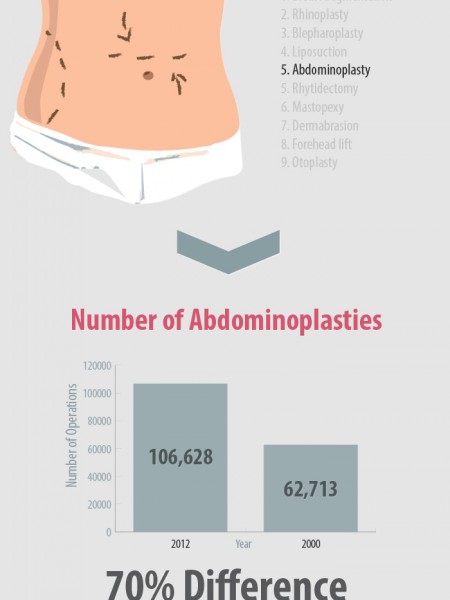 2. Rhinoplasty
3. Blepharoplasty
4. Liposuction
5. Abdominoplasty
5. Rhytidectomy
6. Mastopexy
7. Dermabrasion
8. Forehead lift
9. Otoplasty
Number of Abdominoplasties
120000
100000
80000
60000
40000
20000
0
Number of Operations
106,628
62,713
2012
Year
2000
70% Difference